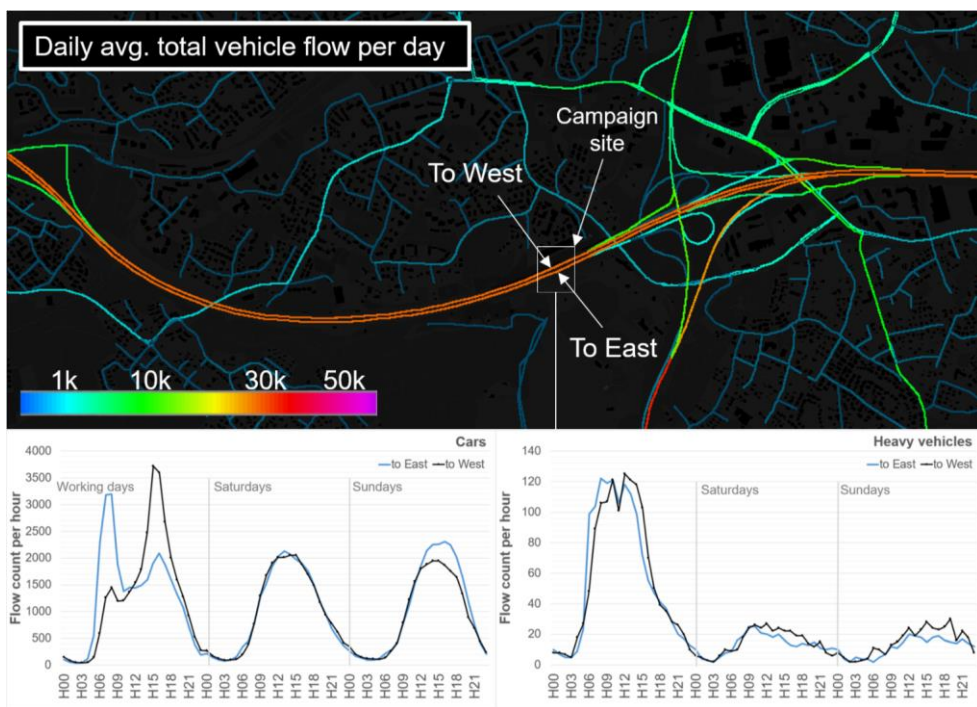 Daily avg. total vehicle flow per day
Campaign
site
To West
To East
1k 10k 30k 50k
Cars
to East to West
Working days Saturdays Sundays
4000
3500
3000
2500
2000
1500
1000
500
0
Flow count per hour
H00 H03 H06 H09 H12 H15 H18 H21 H00 H03 H06 H09 H12 H15 H18 H21 H00 H03 H06 H09 H12 H15 H18 H21
Heavy vehicles
to East to West
Saturdays Sundays
140
120
100
80
60
40
20
0
Flow count per hour
H00 H03 H06 H09 H12 H15 H18 H21 H00 H03 H06 H09 H12 H15 H18 H21 H00 H03 H06 H09 H12 H15 H18 H21